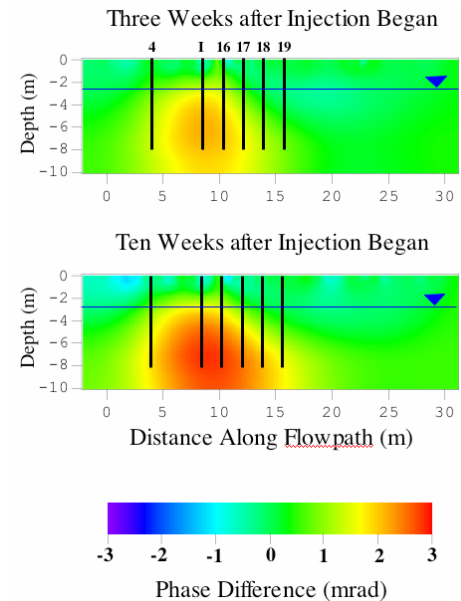 Three Weeks after Injection Began
4 I 16 17 18 19
0
-2
-4
-6
-8
-10
Depth (m)
0 5 10 15 20 25 30
Ten Weeks after Injection Began
0
-2
-4
-6
-8
-10
Depth (m)
0 5 10 15 20 25 30
Distance Along Flowpath (m)
-3 -2 -1 0 1 2 3
Phase Difference (mrad)